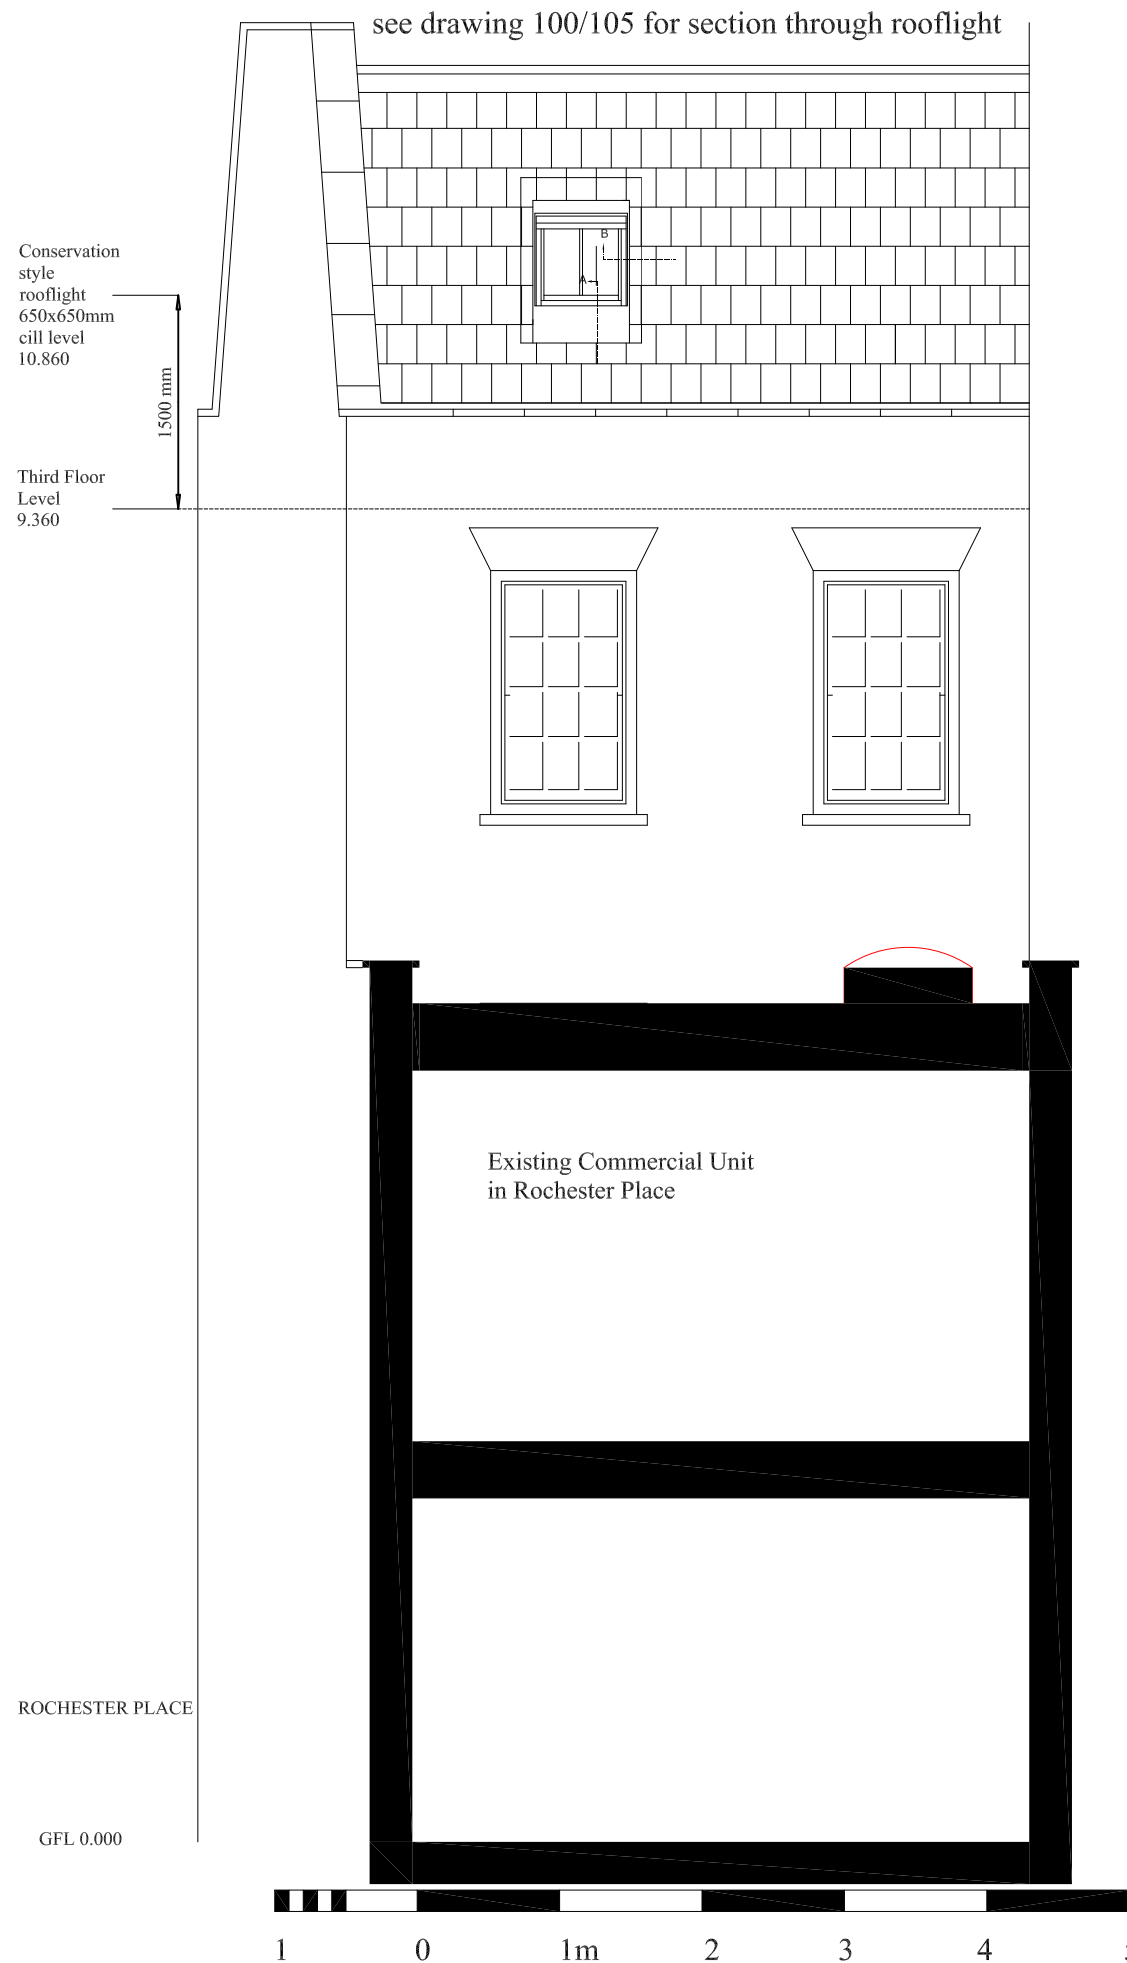 see drawing 100/105 for section through rooflight
B
A
Conservation
style
rooflight
650x650mm
cill level
10.860
1500 mm
Third Floor
Level
9.360
Existing Commercial Unit
in Rochester Place
ROCHESTER PLACE
GFL 0.000
1 0 1m 2 3 4